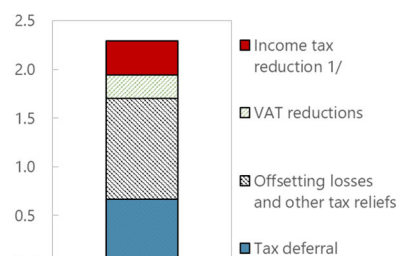 2.5
2.0
1.5
1.0
0.5
Income tax
reduction 1/
VAT reductions
Offsetting losses
and other tax reliefs
Tax deferral